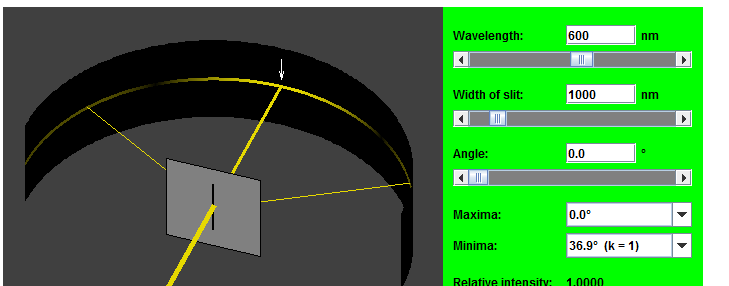 Wavelength: 600 nm
Width of slit: 1000 nm
Angle: 0.0 °
Maxima: 0.0°
Minima: 36.9° (k = 1)
Relative intensity: 1.0000